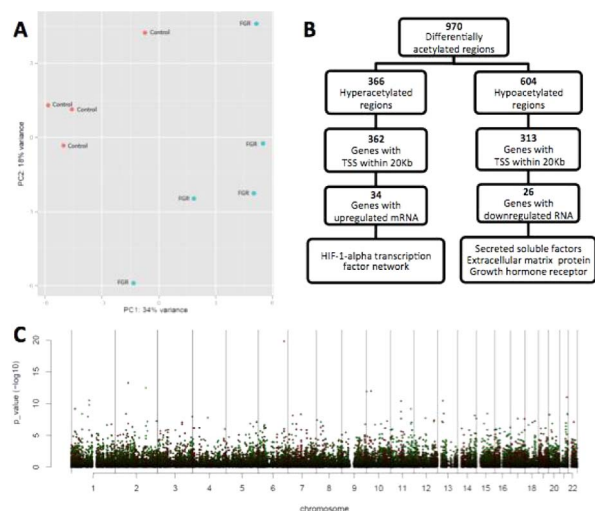 A
FGR
Control
Control
Control
Control
FGR
FGR
FGR
FGR
PC2: 18% variance
PC1: 34% variance
B
970
Differentially
acetylated regions
366
Hyperacetylated
regions
604
Hypoacetylated
regions
362
Genes with
TSS within 20Kb
313
Genes with
TSS within 20Kb
34
Genes with
upregulated mRNA
26
Genes with
downregulated RNA
HIF-1-alpha transcription
factor network
Secreted soluble factors
Extracellular matrix protein
Growth hormone receptor
C
p_value (-log10)
20
15
10
5
0
1 2 3 4 5 6 7 8 9 10 11 12 13 14 15 16 18 20 22
chromosome